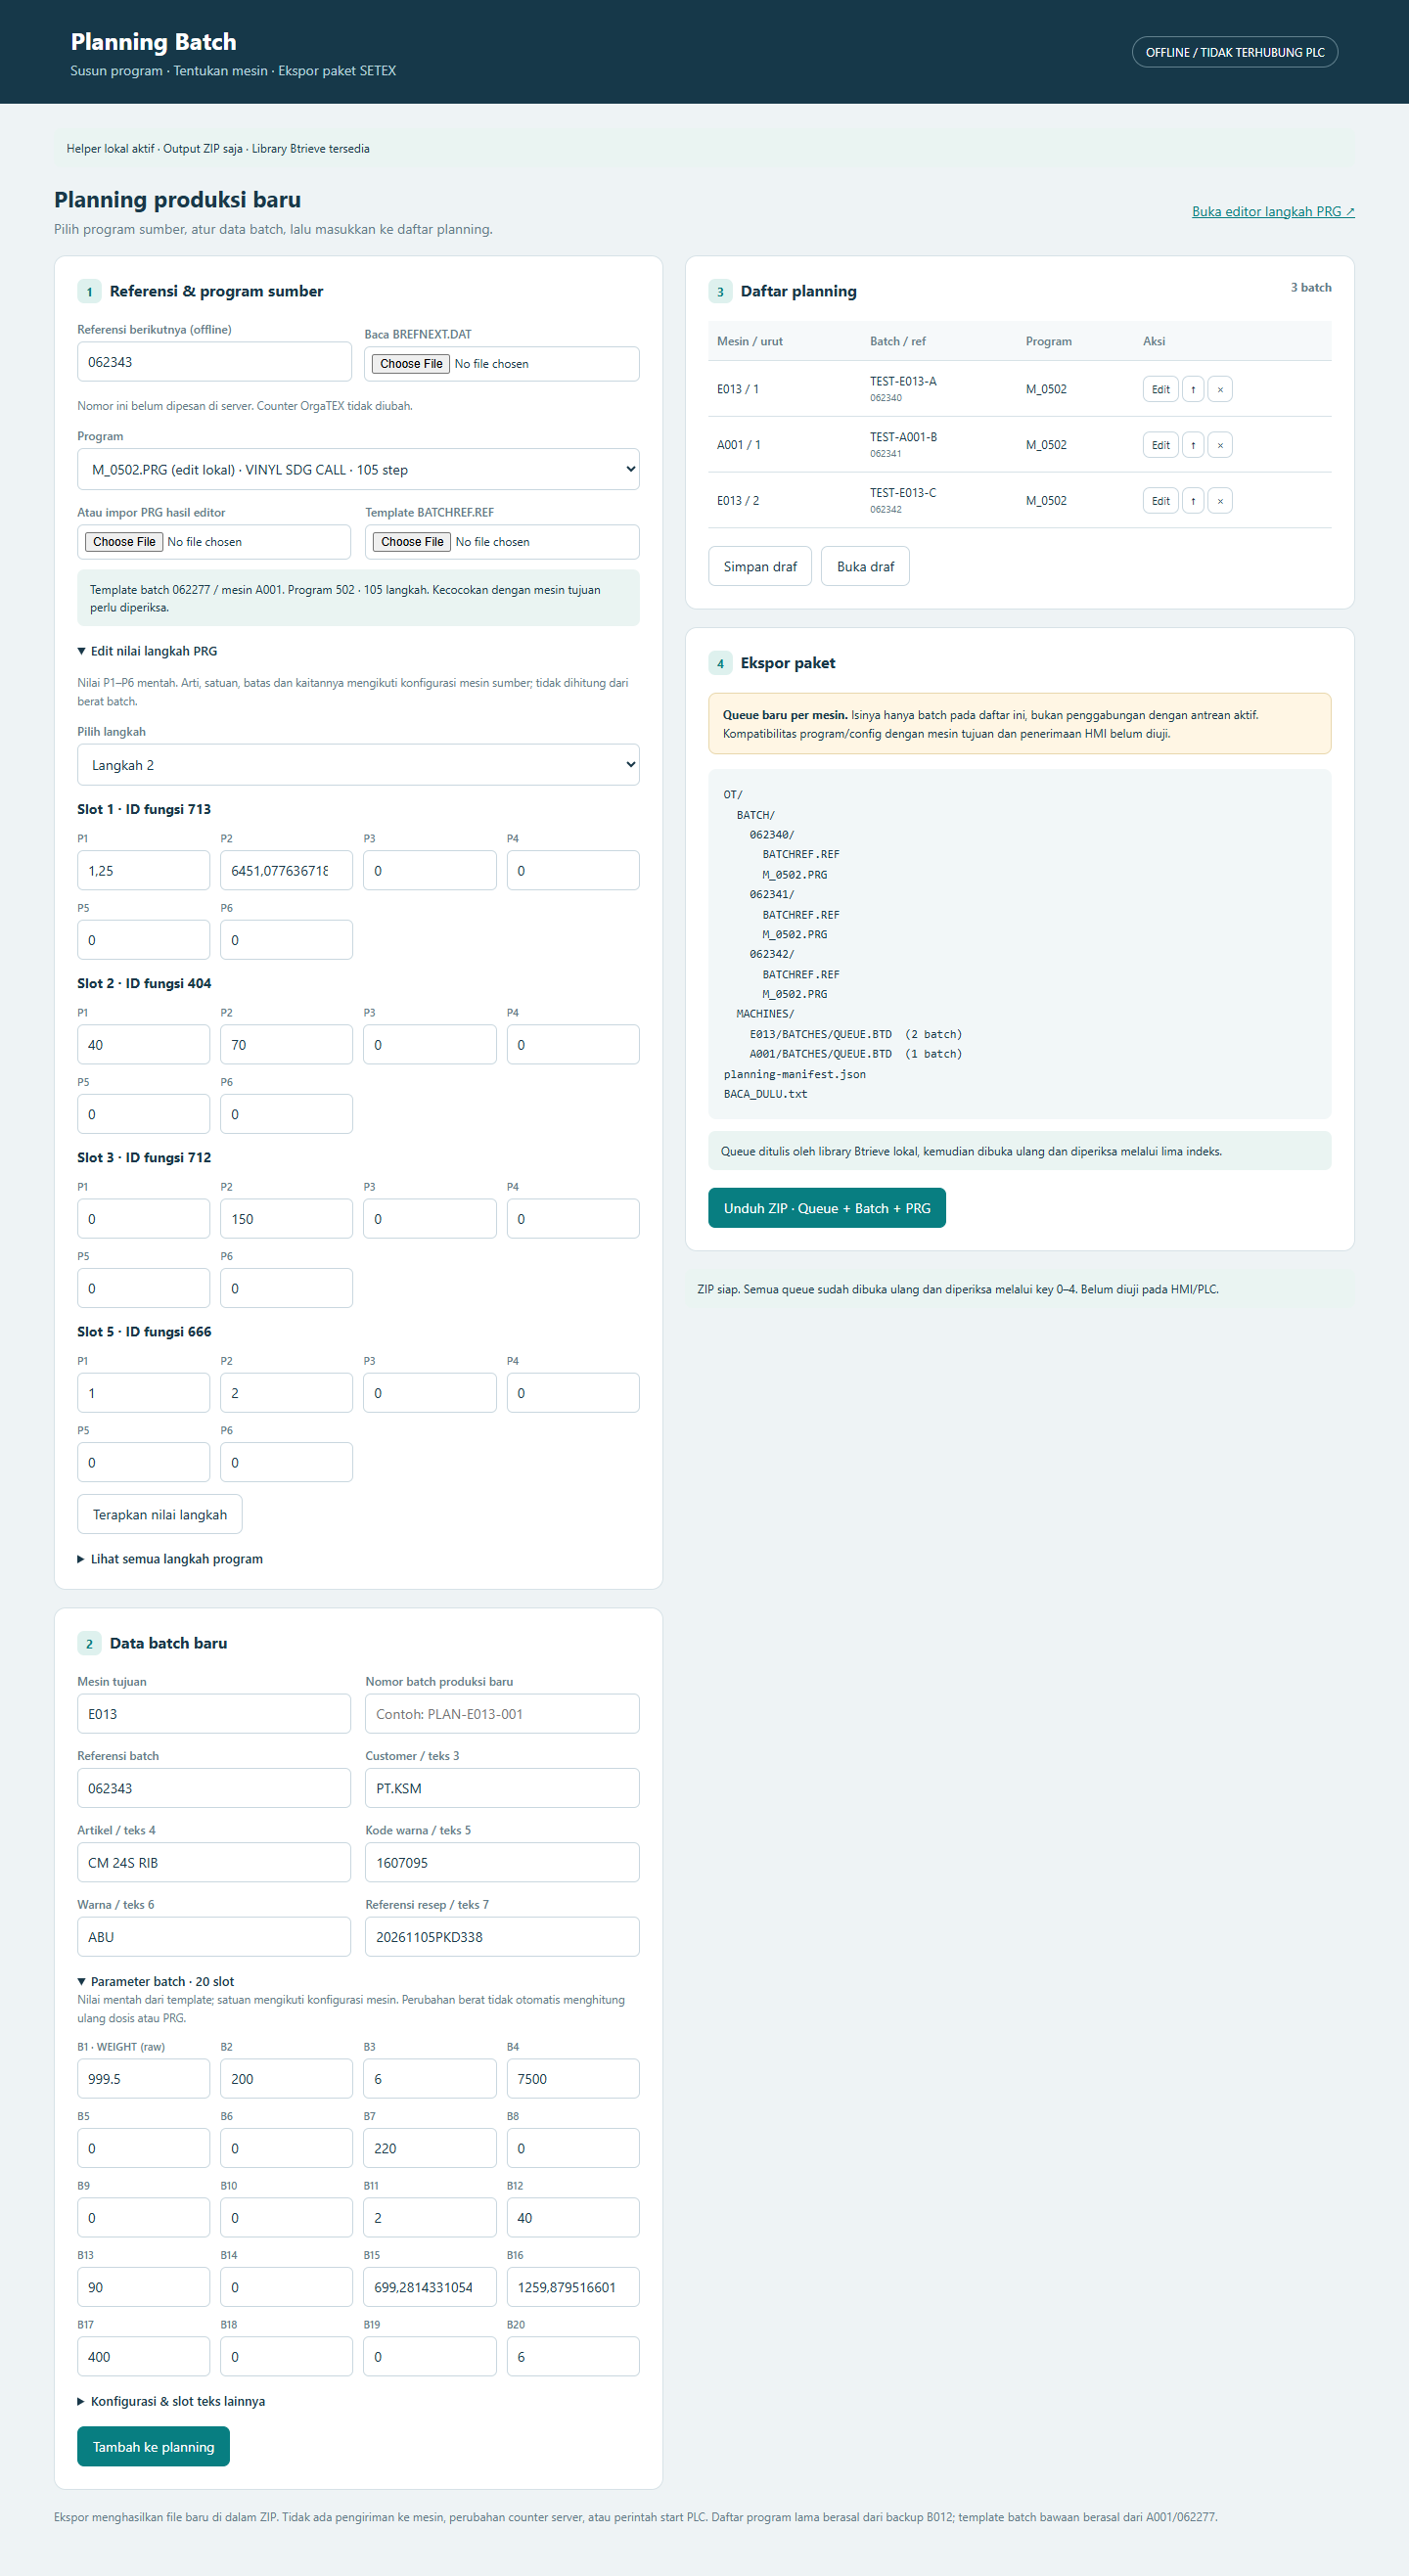 Planning Batch
Susun program · Tentukan mesin · Ekspor paket SETEX
OFFLINE / TIDAK TERHUBUNG PLC
Helper lokal aktif · Output ZIP saja · Library Btrieve tersedia
Planning produksi baru
Pilih program sumber, atur data batch, lalu masukkan ke daftar planning.
Buka editor langkah PRG ↗
1 Referensi & program sumber
Referensi berikutnya (offline)
Baca BREFNEXT.DAT
062343
Choose File No file chosen
Nomor ini belum dipesan di server. Counter OrgaTEX tidak diubah.
Program
M_0502.PRG (edit lokal) · VINYL SDG CALL · 105 step
Atau impor PRG hasil editor
Template BATCHREF.REF
Choose File No file chosen
Choose File No file chosen
Template batch 062277 / mesin A001. Program 502 · 105 langkah. Kecocokan dengan mesin tujuan
perlu diperiksa.
▼ Edit nilai langkah PRG
Nilai P1–P6 mentah. Arti, satuan, batas dan kaitannya mengikuti konfigurasi mesin sumber; tidak dihitung dari
berat batch.
Pilih langkah
Langkah 2
Slot 1 · ID fungsi 713
P1 P2 P3 P4
1,25 6451,077636718 0 0
P5 P6
0 0
Slot 2 · ID fungsi 404
P1 P2 P3 P4
40 70 0 0
P5 P6
0 0
Slot 3 · ID fungsi 712
P1 P2 P3 P4
0 150 0 0
P5 P6
0 0
Slot 5 · ID fungsi 666
P1 P2 P3 P4
1 2 0 0
P5 P6
0 0
Terapkan nilai langkah
▶ Lihat semua langkah program
2 Data batch baru
Mesin tujuan
Nomor batch produksi baru
E013
Contoh: PLAN-E013-001
Referensi batch
Customer / teks 3
062343
PT.KSM
Artikel / teks 4
Kode warna / teks 5
CM 24S RIB
1607095
Warna / teks 6
Referensi resep / teks 7
ABU
20261105PKD338
▼ Parameter batch · 20 slot
Nilai mentah dari template; satuan mengikuti konfigurasi mesin. Perubahan berat tidak otomatis menghitung
ulang dosis atau PRG.
B1 · WEIGHT (raw) B2 B3 B4
999.5 200 6 7500
B5 B6 B7 B8
0 0 220 0
B9 B10 B11 B12
0 0 2 40
B13 B14 B15 B16
90 0 699,2814331054 1259,879516601
B17 B18 B19 B20
400 0 0 6
▶ Konfigurasi & slot teks lainnya
Tambah ke planning
3 Daftar planning
3 batch
Mesin / urut Batch / ref Program Aksi
E013 / 1 TEST-E013-A M_0502 Edit ↑ ×
062340
A001 / 1 TEST-A001-B M_0502 Edit ↑ ×
062341
E013 / 2 TEST-E013-C M_0502 Edit ↑ ×
062342
Simpan draf
Buka draf
4 Ekspor paket
Queue baru per mesin. Isinya hanya batch pada daftar ini, bukan penggabungan dengan antrean aktif.
Kompatibilitas program/config dengan mesin tujuan dan penerimaan HMI belum diuji.
OT/
BATCH/
062340/
BATCHREF.REF
M_0502.PRG
062341/
BATCHREF.REF
M_0502.PRG
062342/
BATCHREF.REF
M_0502.PRG
MACHINES/
E013/BATCHES/QUEUE.BTD (2 batch)
A001/BATCHES/QUEUE.BTD (1 batch)
planning-manifest.json
BACA_DULU.txt
Queue ditulis oleh library Btrieve lokal, kemudian dibuka ulang dan diperiksa melalui lima indeks.
Unduh ZIP · Queue + Batch + PRG
ZIP siap. Semua queue sudah dibuka ulang dan diperiksa melalui key 0–4. Belum diuji pada HMI/PLC.
Ekspor menghasilkan file baru di dalam ZIP. Tidak ada pengiriman ke mesin, perubahan counter server, atau perintah start PLC. Daftar program lama berasal dari backup B012; template batch bawaan berasal dari A001/062277.